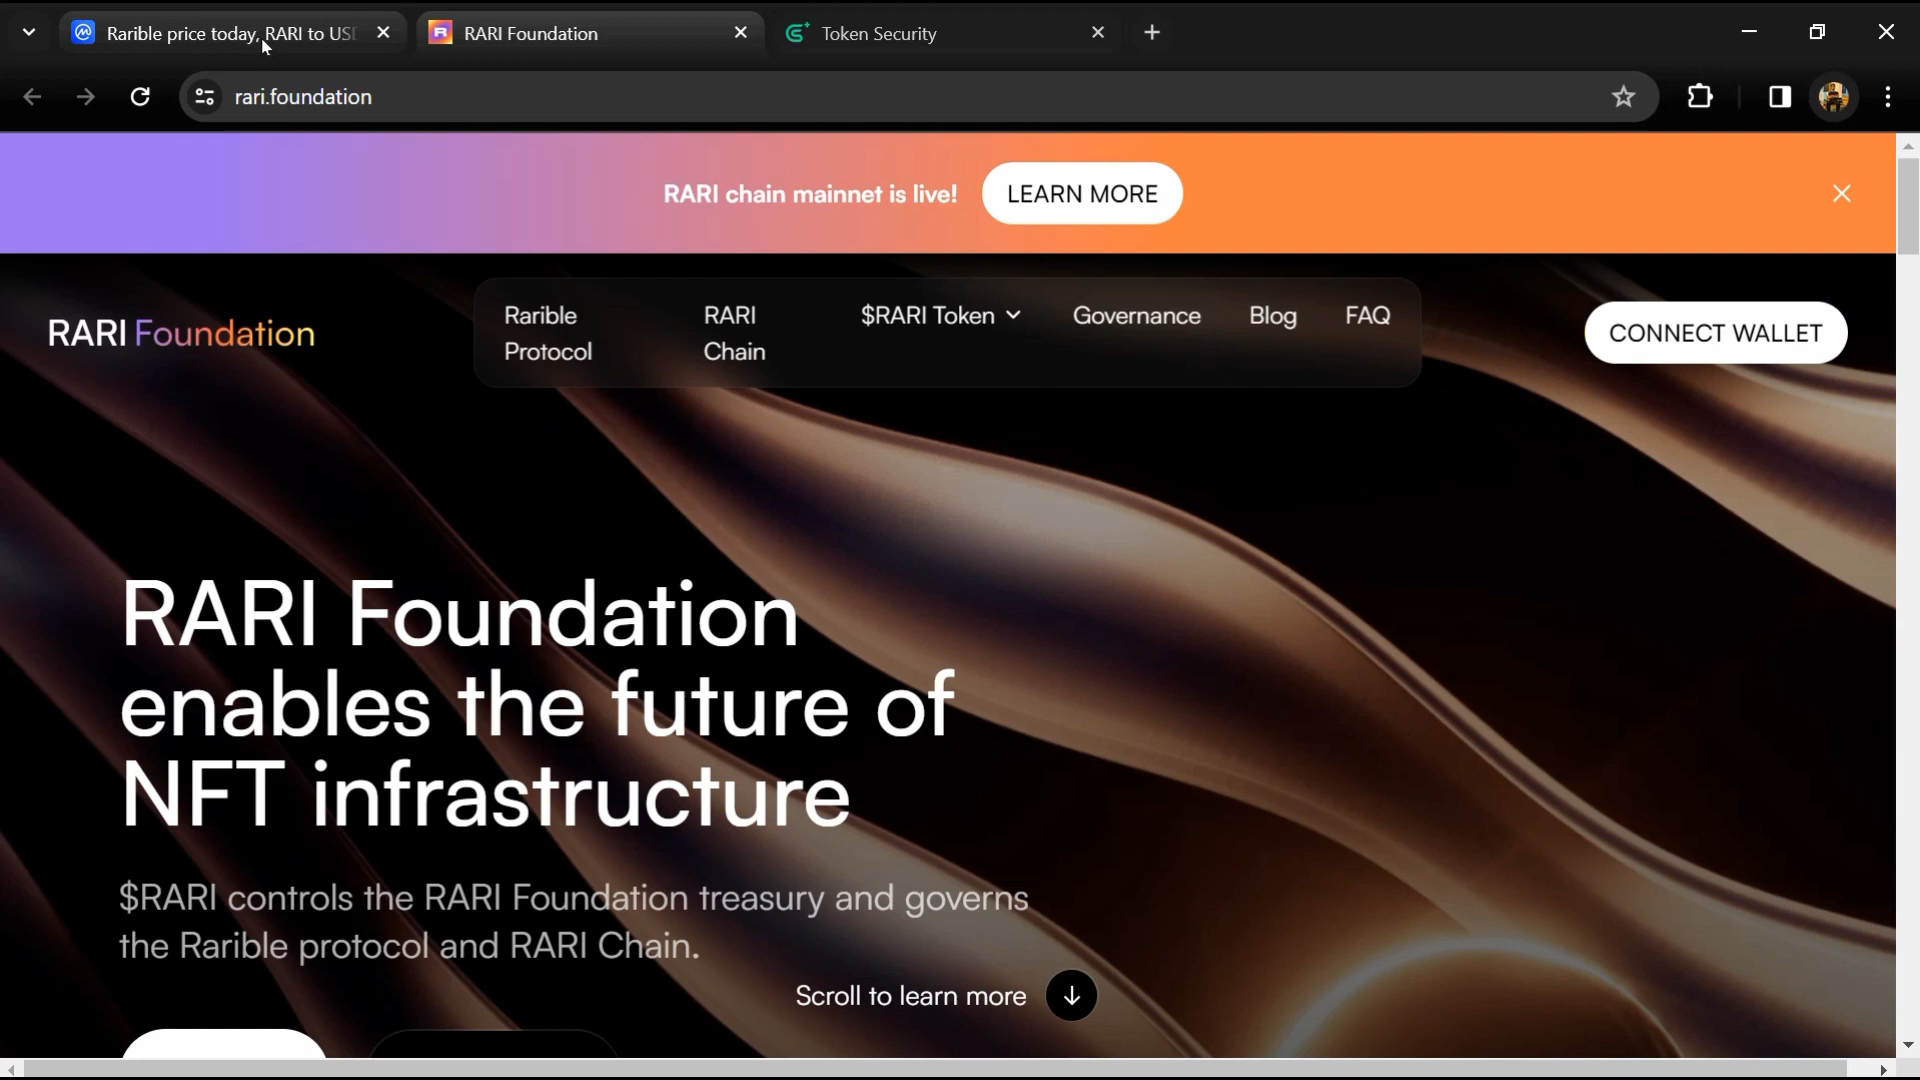 Rarible price today, RARI to USD
RARI Foundation
Token Security
rari.foundation
RARI chain mainnet is live!
LEARN MORE
RARI Foundation
Rarible
Protocol
RARI
Chain
$RARI Token
Governance
Blog
FAQ
CONNECT WALLET
RARI Foundation
enables the future of
NFT infrastructure
$RARI controls the RARI Foundation treasury and governs
the Rarible protocol and RARI Chain.
Scroll to learn more